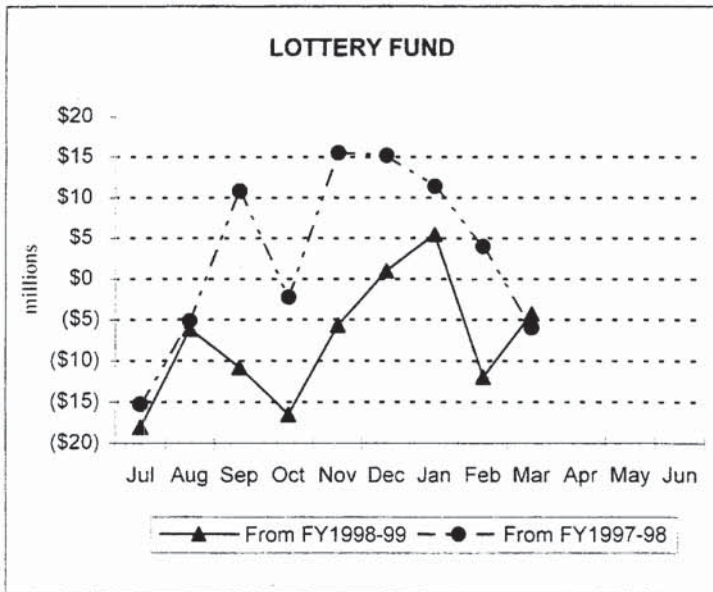 LOTTERY FUND
millions
$20
$15
$10
$5
$0
($5)
($10)
($15)
($20)
Jul Aug Sep Oct Nov Dec Jan Feb Mar Apr May Jun
From FY1998-99 From FY1997-98